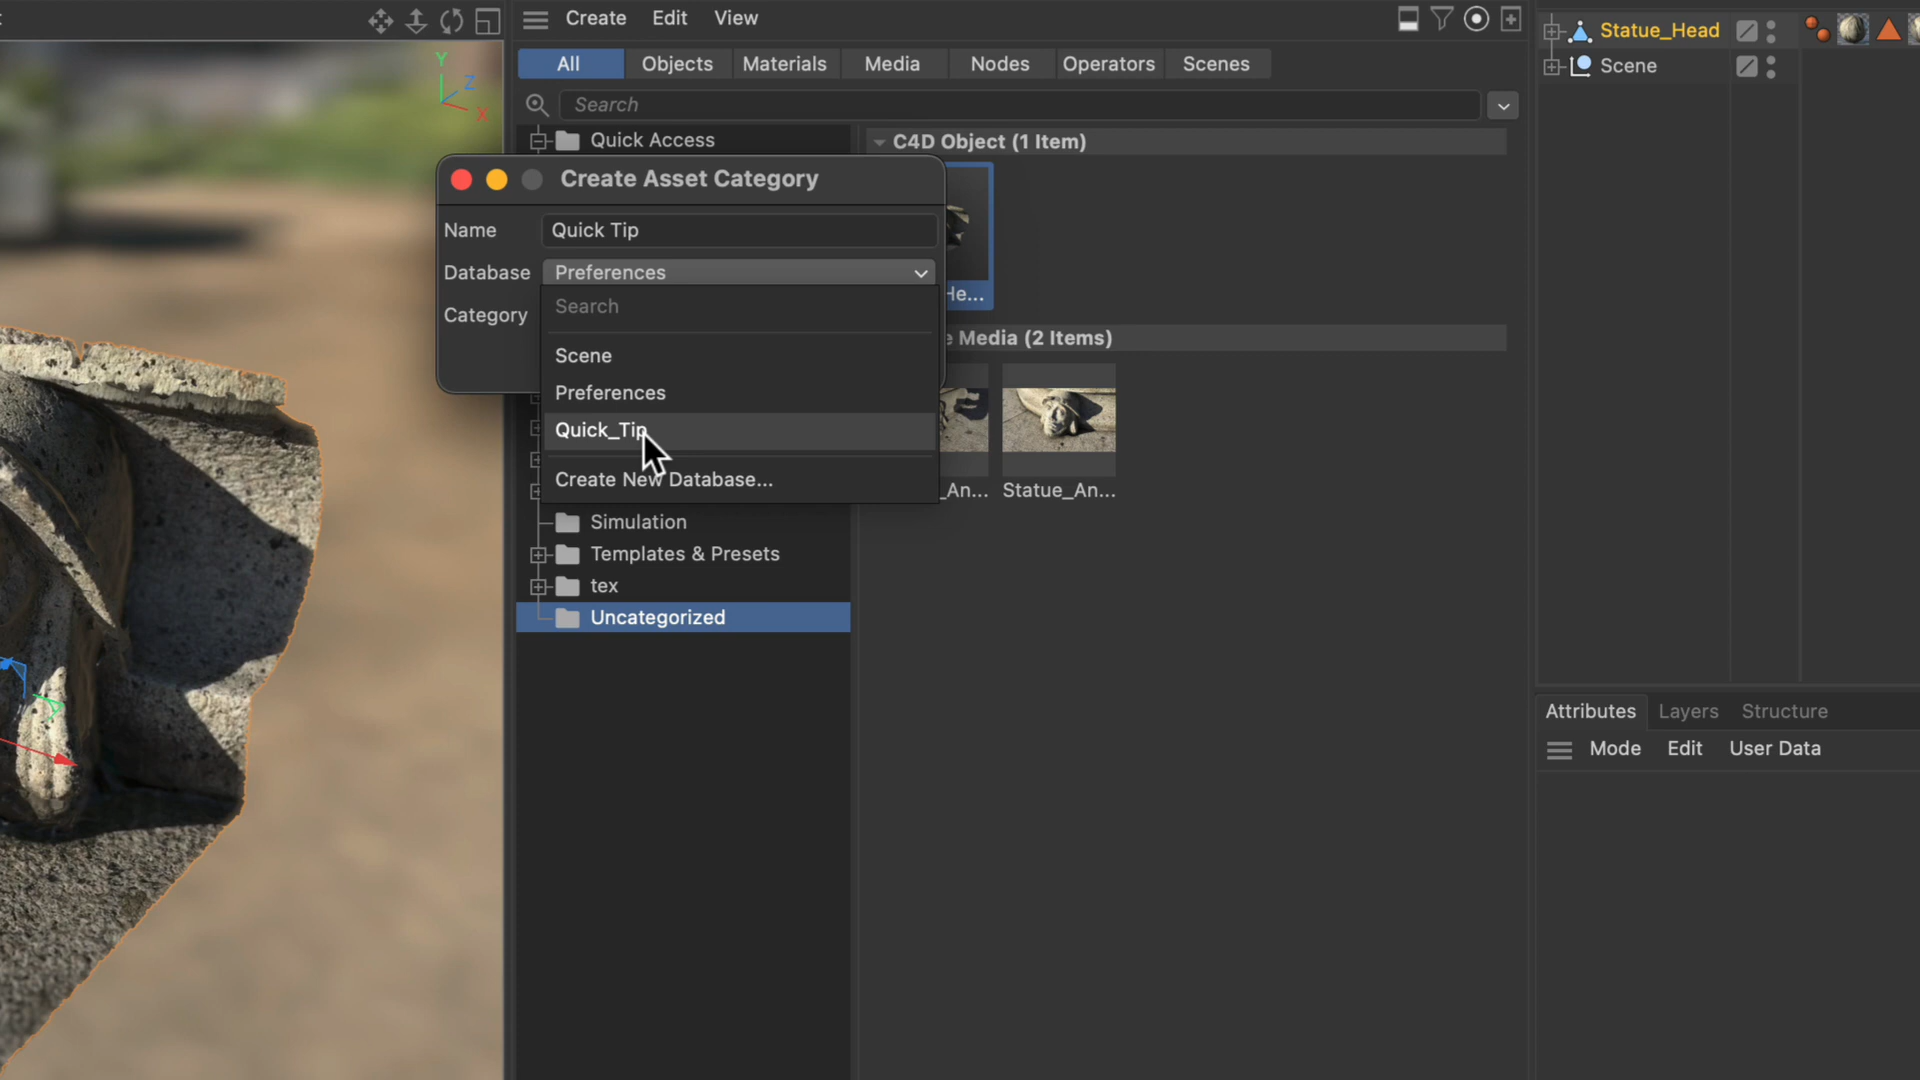 Create Edit View
All Objects Materials Media Nodes Operators Scenes
Search
Quick Access
C4D Object (1 Item)
Create Asset Category
Name Quick Tip
Database Preferences
Category
Search
Scene
Preferences
Quick_Tip
Create New Database...
He...
Media (2 Items)
_An... Statue_An...
Simulation
Templates & Presets
tex
Uncategorized
Y
Z
X
Statue_Head
Scene
Attributes Layers Structure
Mode Edit User Data